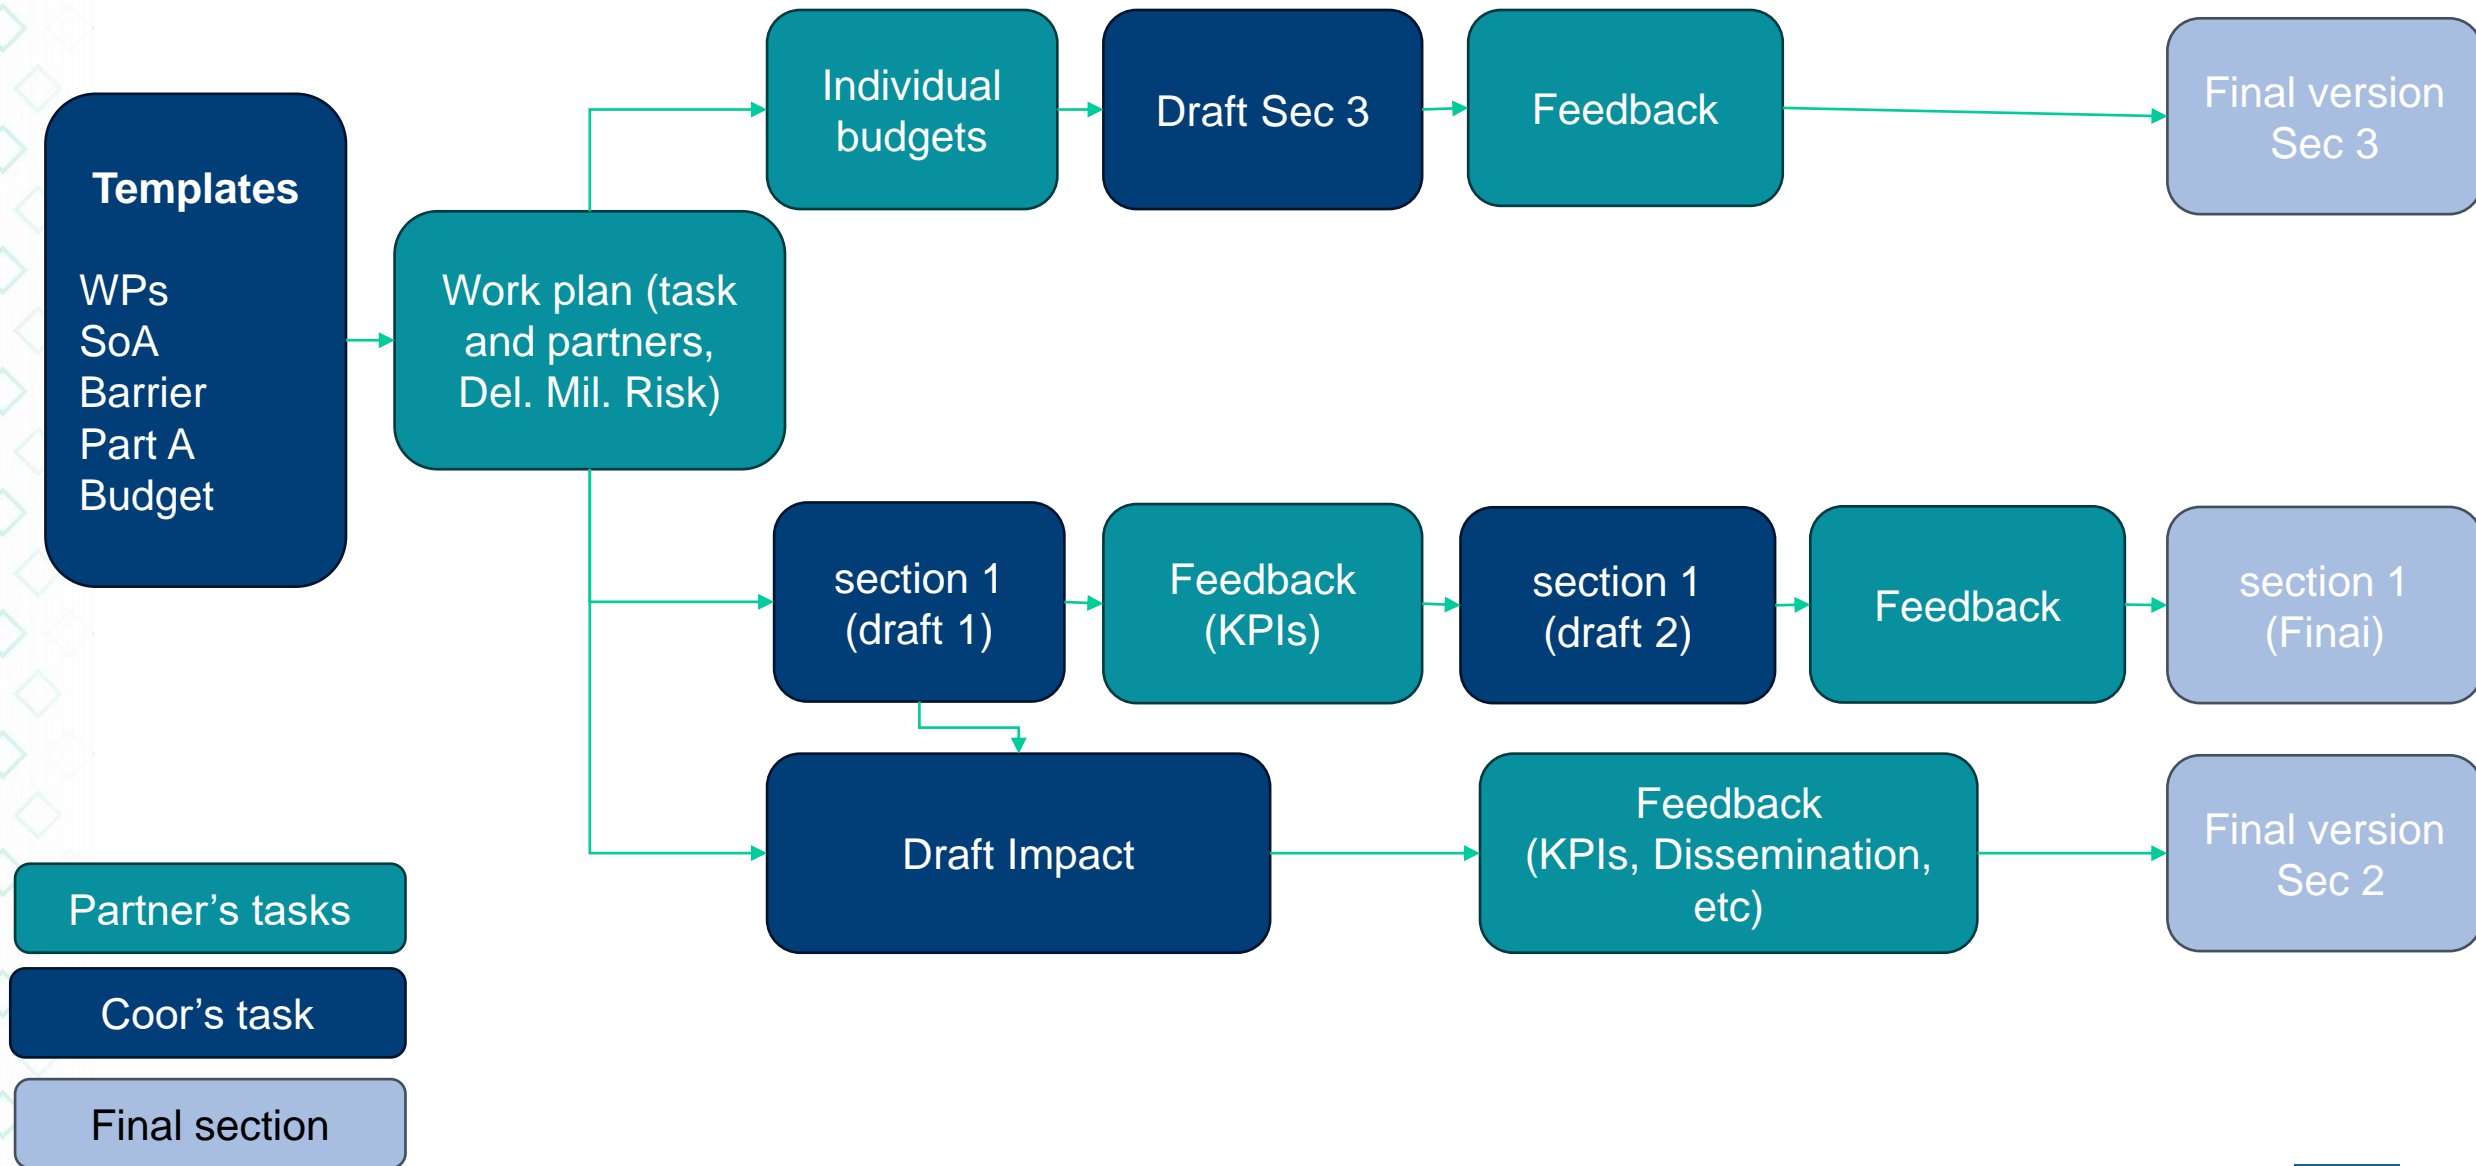 Templates
WPs
SoA
Barrier
Part A
Budget
Work plan (task
and partners,
Del. Mil. Risk)
Individual
budgets
Draft Sec 3
Feedback
Final version
Sec 3
section 1
(draft 1)
Feedback
(KPIs)
section 1
(draft 2)
Feedback
section 1
(Finai)
Draft Impact
Feedback
(KPIs, Dissemination,
etc)
Final version
Sec 2
Partner’s tasks
Coor’s task
Final section